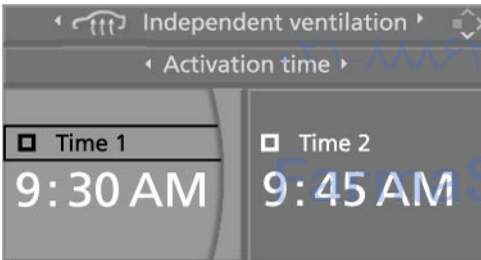 Independent ventilation
Activation time
Time 1
Time 2
9:30 AM
9:45 AM